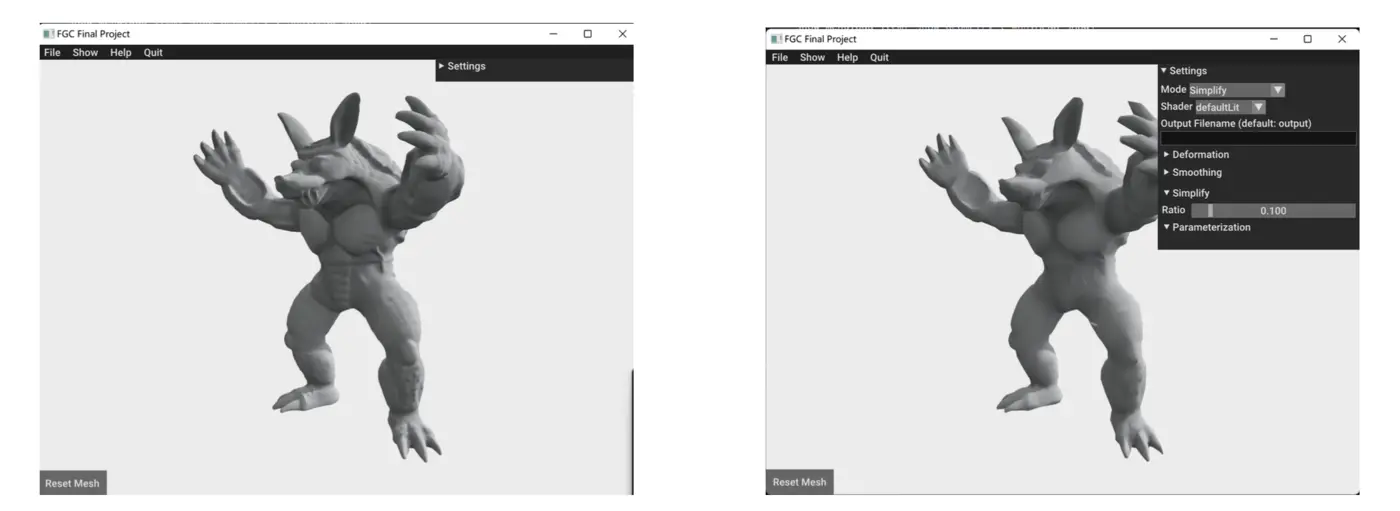 FGC Final Project
File Show Help Quit
Settings
Reset Mesh
FGC Final Project
File Show Help Quit
Settings
Mode Simplify
Shader defaultLit
Output Filename (default: output)
Deformation
Smoothing
Simplify
Ratio 0.100
Parameterization
Reset Mesh